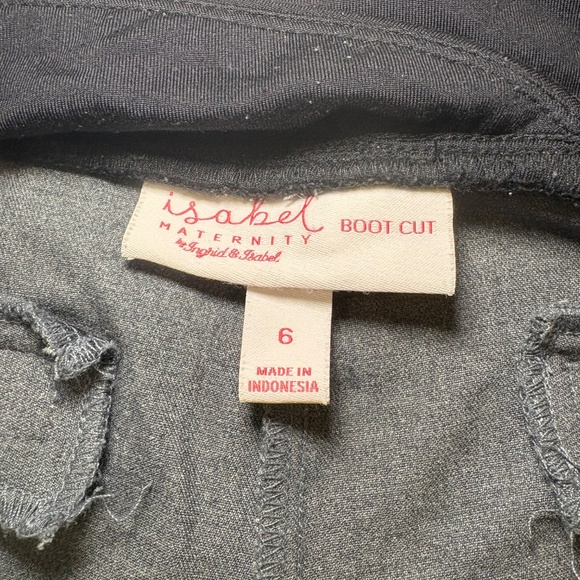 isabel
MATERNITY
by Ingrid & Isabel.
BOOT CUT
6
MADE IN
INDONESIA